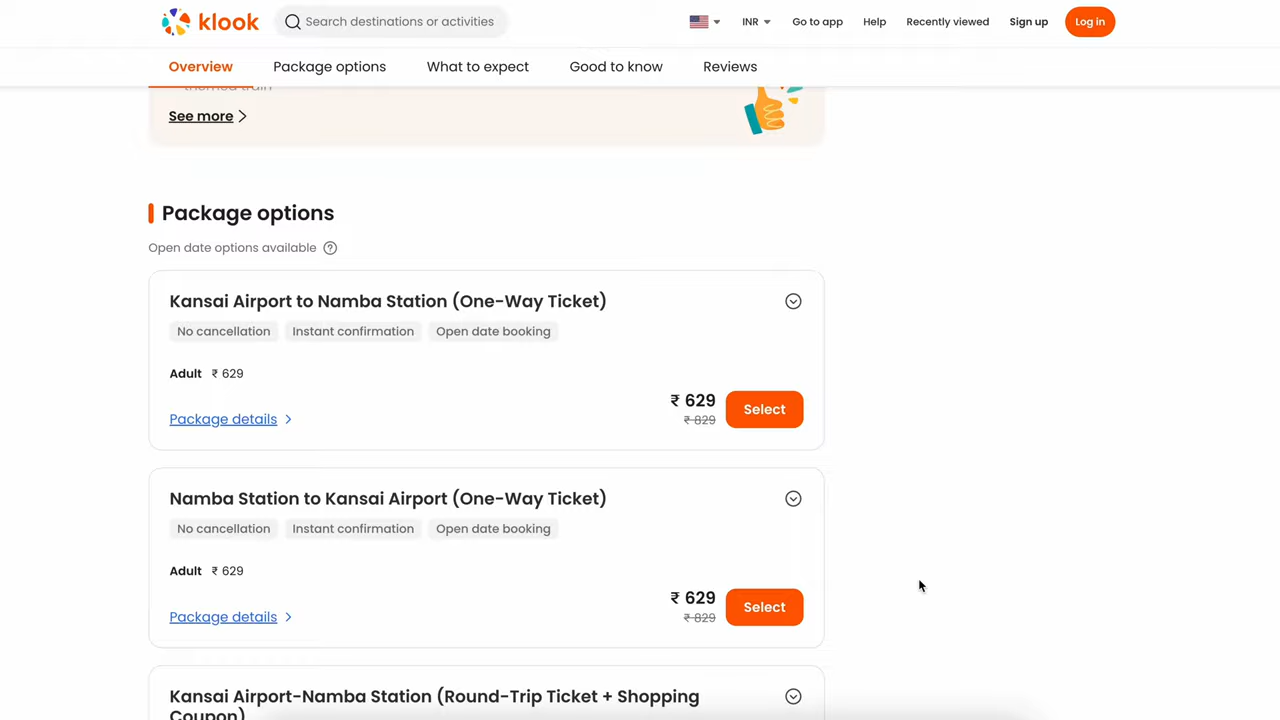 klook
Search destinations or activities
INR
Go to app
Help
Recently viewed
Sign up
Log in
Overview
Package options
What to expect
Good to know
Reviews
themed train
See more
Package options
Open date options available ?
Kansai Airport to Namba Station (One-Way Ticket)
No cancellation
Instant confirmation
Open date booking
Adult ₹ 629
₹ 629
₹ 829
Select
Package details
Namba Station to Kansai Airport (One-Way Ticket)
No cancellation
Instant confirmation
Open date booking
Adult ₹ 629
₹ 629
₹ 829
Select
Package details
Kansai Airport-Namba Station (Round-Trip Ticket + Shopping
Coupon)